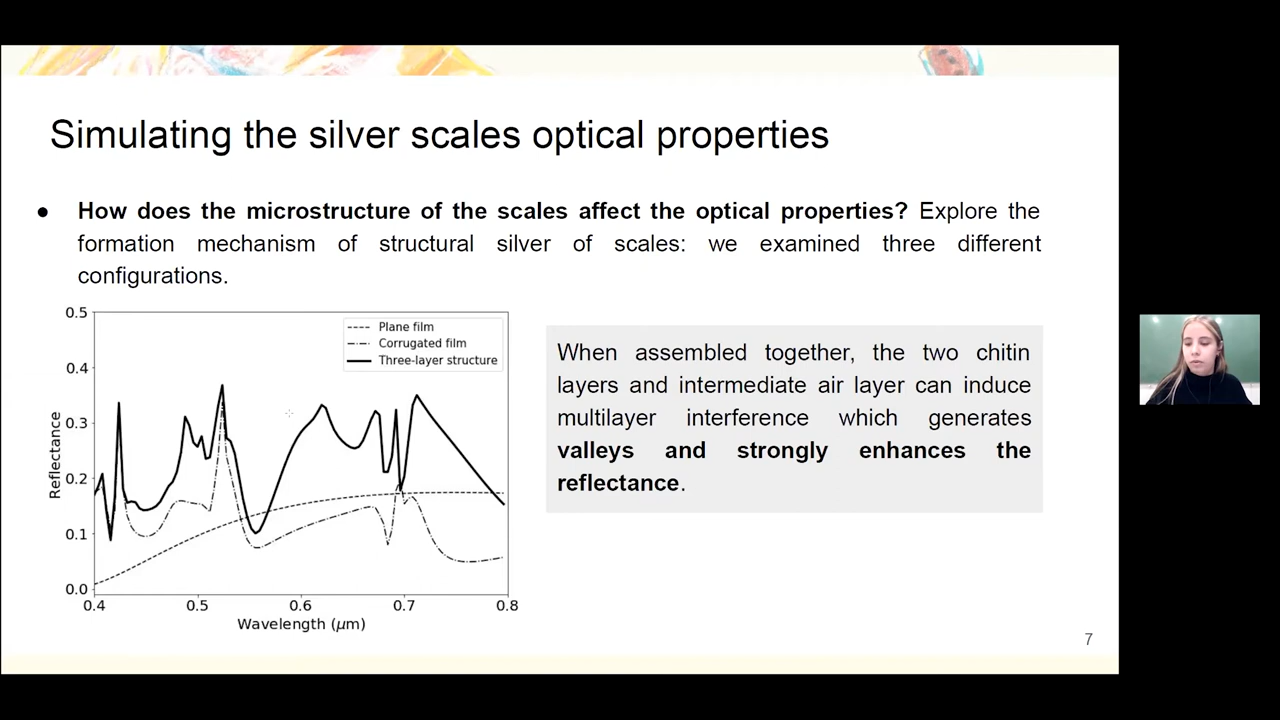 Simulating the silver scales optical properties
● How does the microstructure of the scales affect the optical properties? Explore the
formation mechanism of structural silver of scales: we examined three different
configurations.
0.5
0.4
0.3
0.2
0.1
0.0
Reflectance
Plane film
Corrugated film
Three-layer structure
0.4 0.5 0.6 0.7 0.8
Wavelength (μm)
When assembled together, the two chitin
layers and intermediate air layer can induce
multilayer interference which generates
valleys and strongly enhances the
reflectance.
7